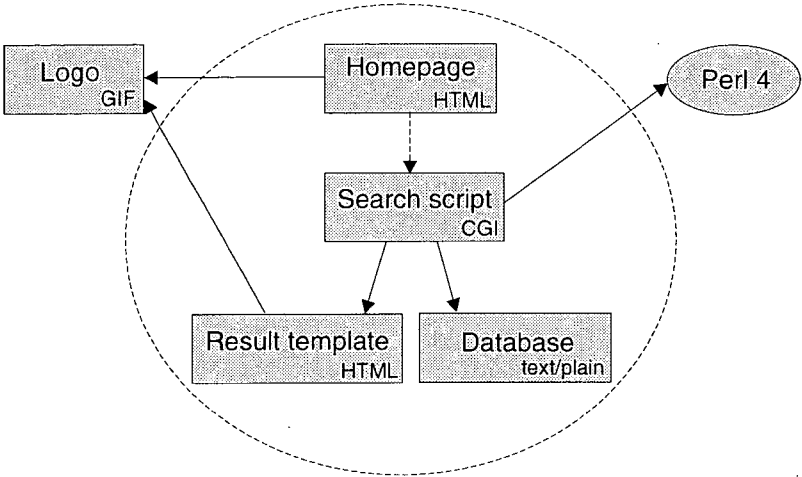 Logo
GIF
Homepage
HTML
Perl 4
Search script
CGI
Result template
HTML
Database
text/plain